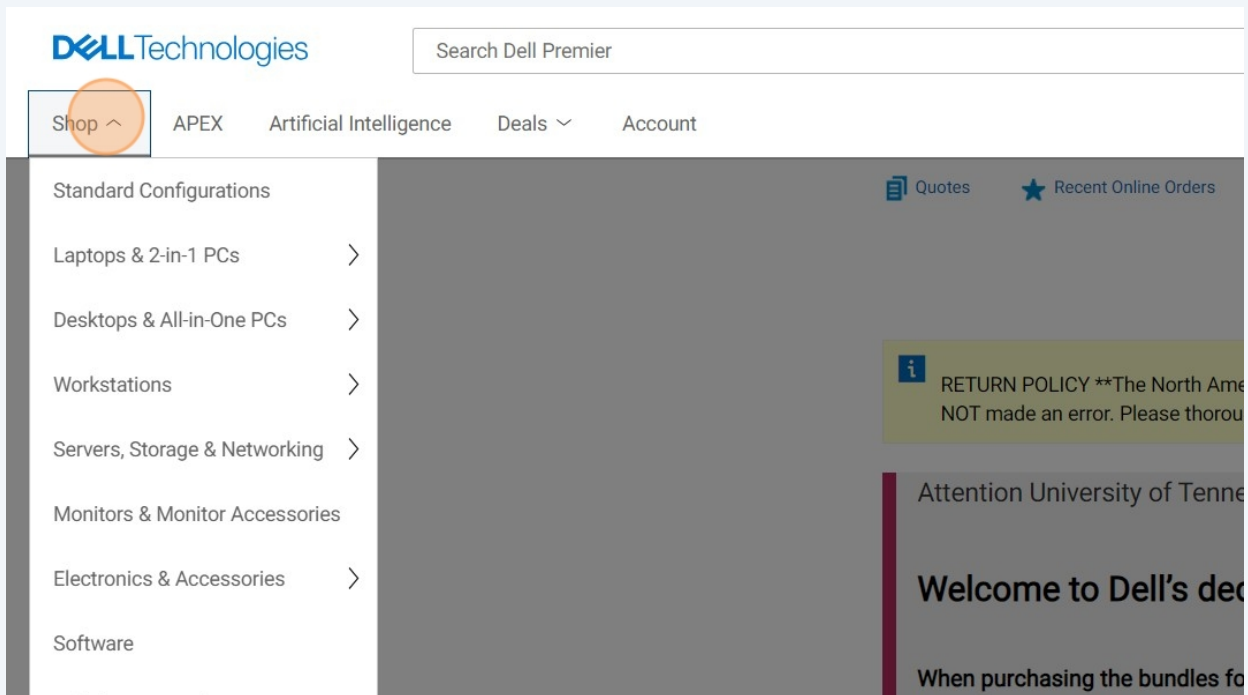 DELLTechnologies
Search Dell Premier
Shop
APEX
Artificial Intelligence
Deals
Account
Standard Configurations
Laptops & 2-in-1 PCs
Desktops & All-in-One PCs
Workstations
Servers, Storage & Networking
Monitors & Monitor Accessories
Electronics & Accessories
Software
Quotes
Recent Online Orders
RETURN POLICY **The North Ame
NOT made an error. Please thorou
Attention University of Tenne
Welcome to Dell's dec
When purchasing the bundles fo